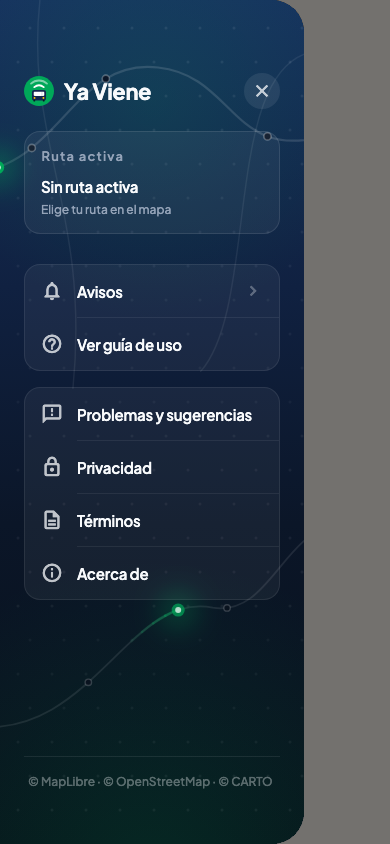 Ya Viene
Ruta activa
Sin ruta activa
Elige tu ruta en el mapa
Avisos
Ver guía de uso
Problemas y sugerencias
Privacidad
Términos
Acerca de
© MapLibre · © OpenStreetMap · © CARTO